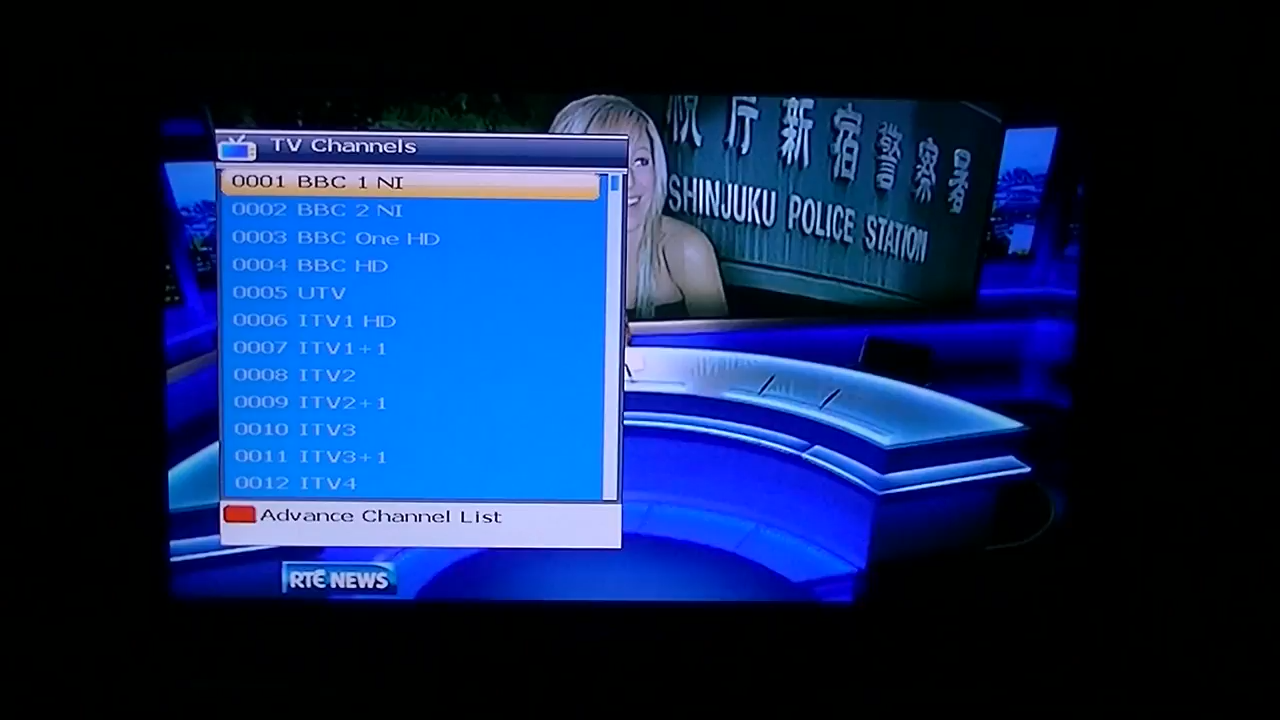 TV Channels
0001 BBC 1 NI
0002 BBC 2 NI
0003 BBC One HD
0004 BBC HD
0005 UTV
0006 ITV1 HD
0007 ITV1+1
0008 ITV2
0009 ITV2+1
0010 ITV3
0011 ITV3+1
0012 ITV4
Advance Channel List
庁新宿警察署
SHINJUKU POLICE STATION
RTÉ NEWS